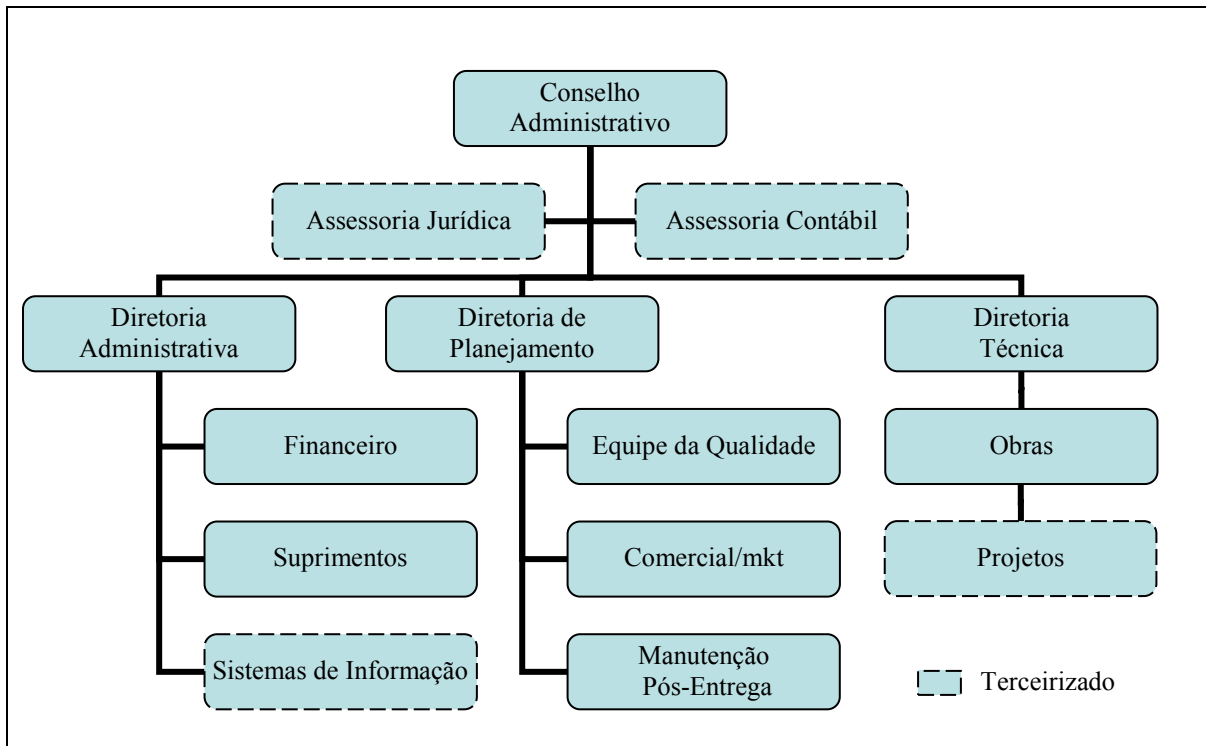 Conselho
Administrativo
Assessoria Jurídica
Assessoria Contábil
Diretoria
Administrativa
Diretoria de
Planejamento
Diretoria
Técnica
Financeiro
Equipe da Qualidade
Obras
Suprimentos
Comercial/mkt
Projetos
Sistemas de Informação
Manutenção
Pós-Entrega
Terceirizado